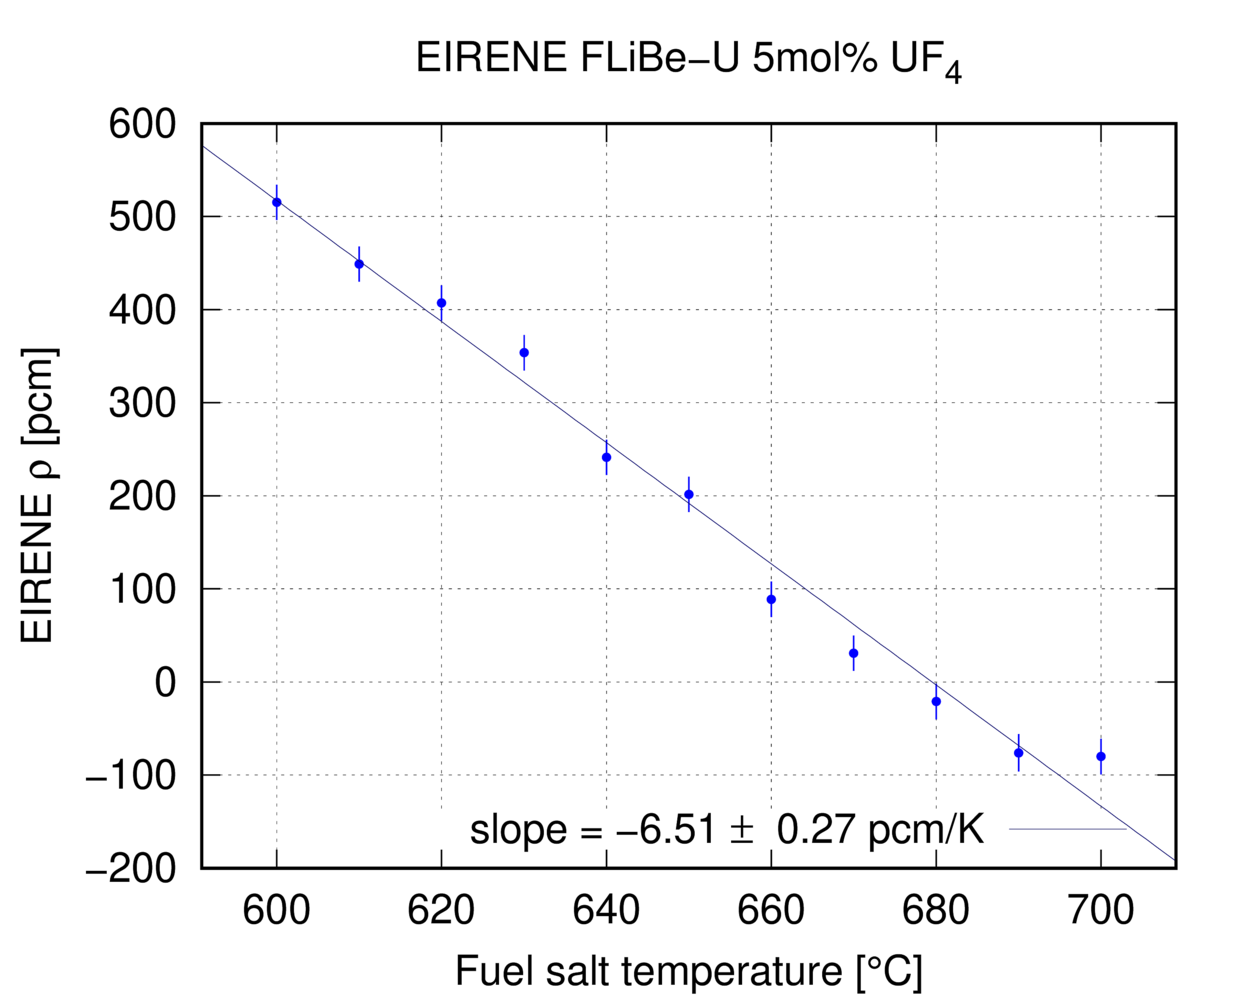 EIRENE FLiBe−U 5mol% UF4
600
500
400
300
200
100
0
−100
−200
EIRENE ρ [pcm]
slope = −6.51 ± 0.27 pcm/K
600 620 640 660 680 700
Fuel salt temperature [°C]